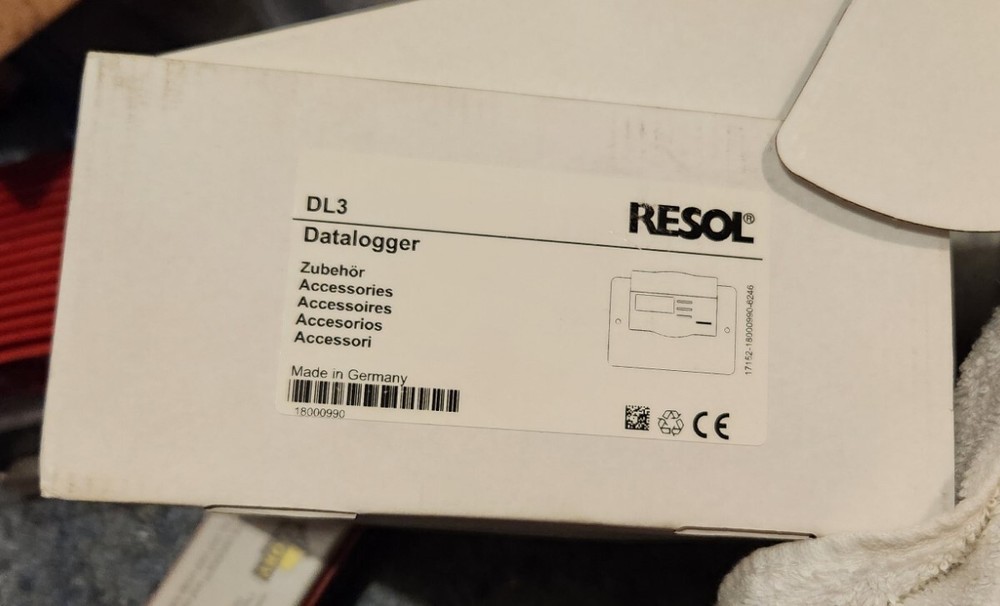 DL3
RESOL®
Datalogger
Zubehör
Accessories
Accessoires
Accesorios
Accessori
17152-18000990-6246
Made in Germany
18000990
CE